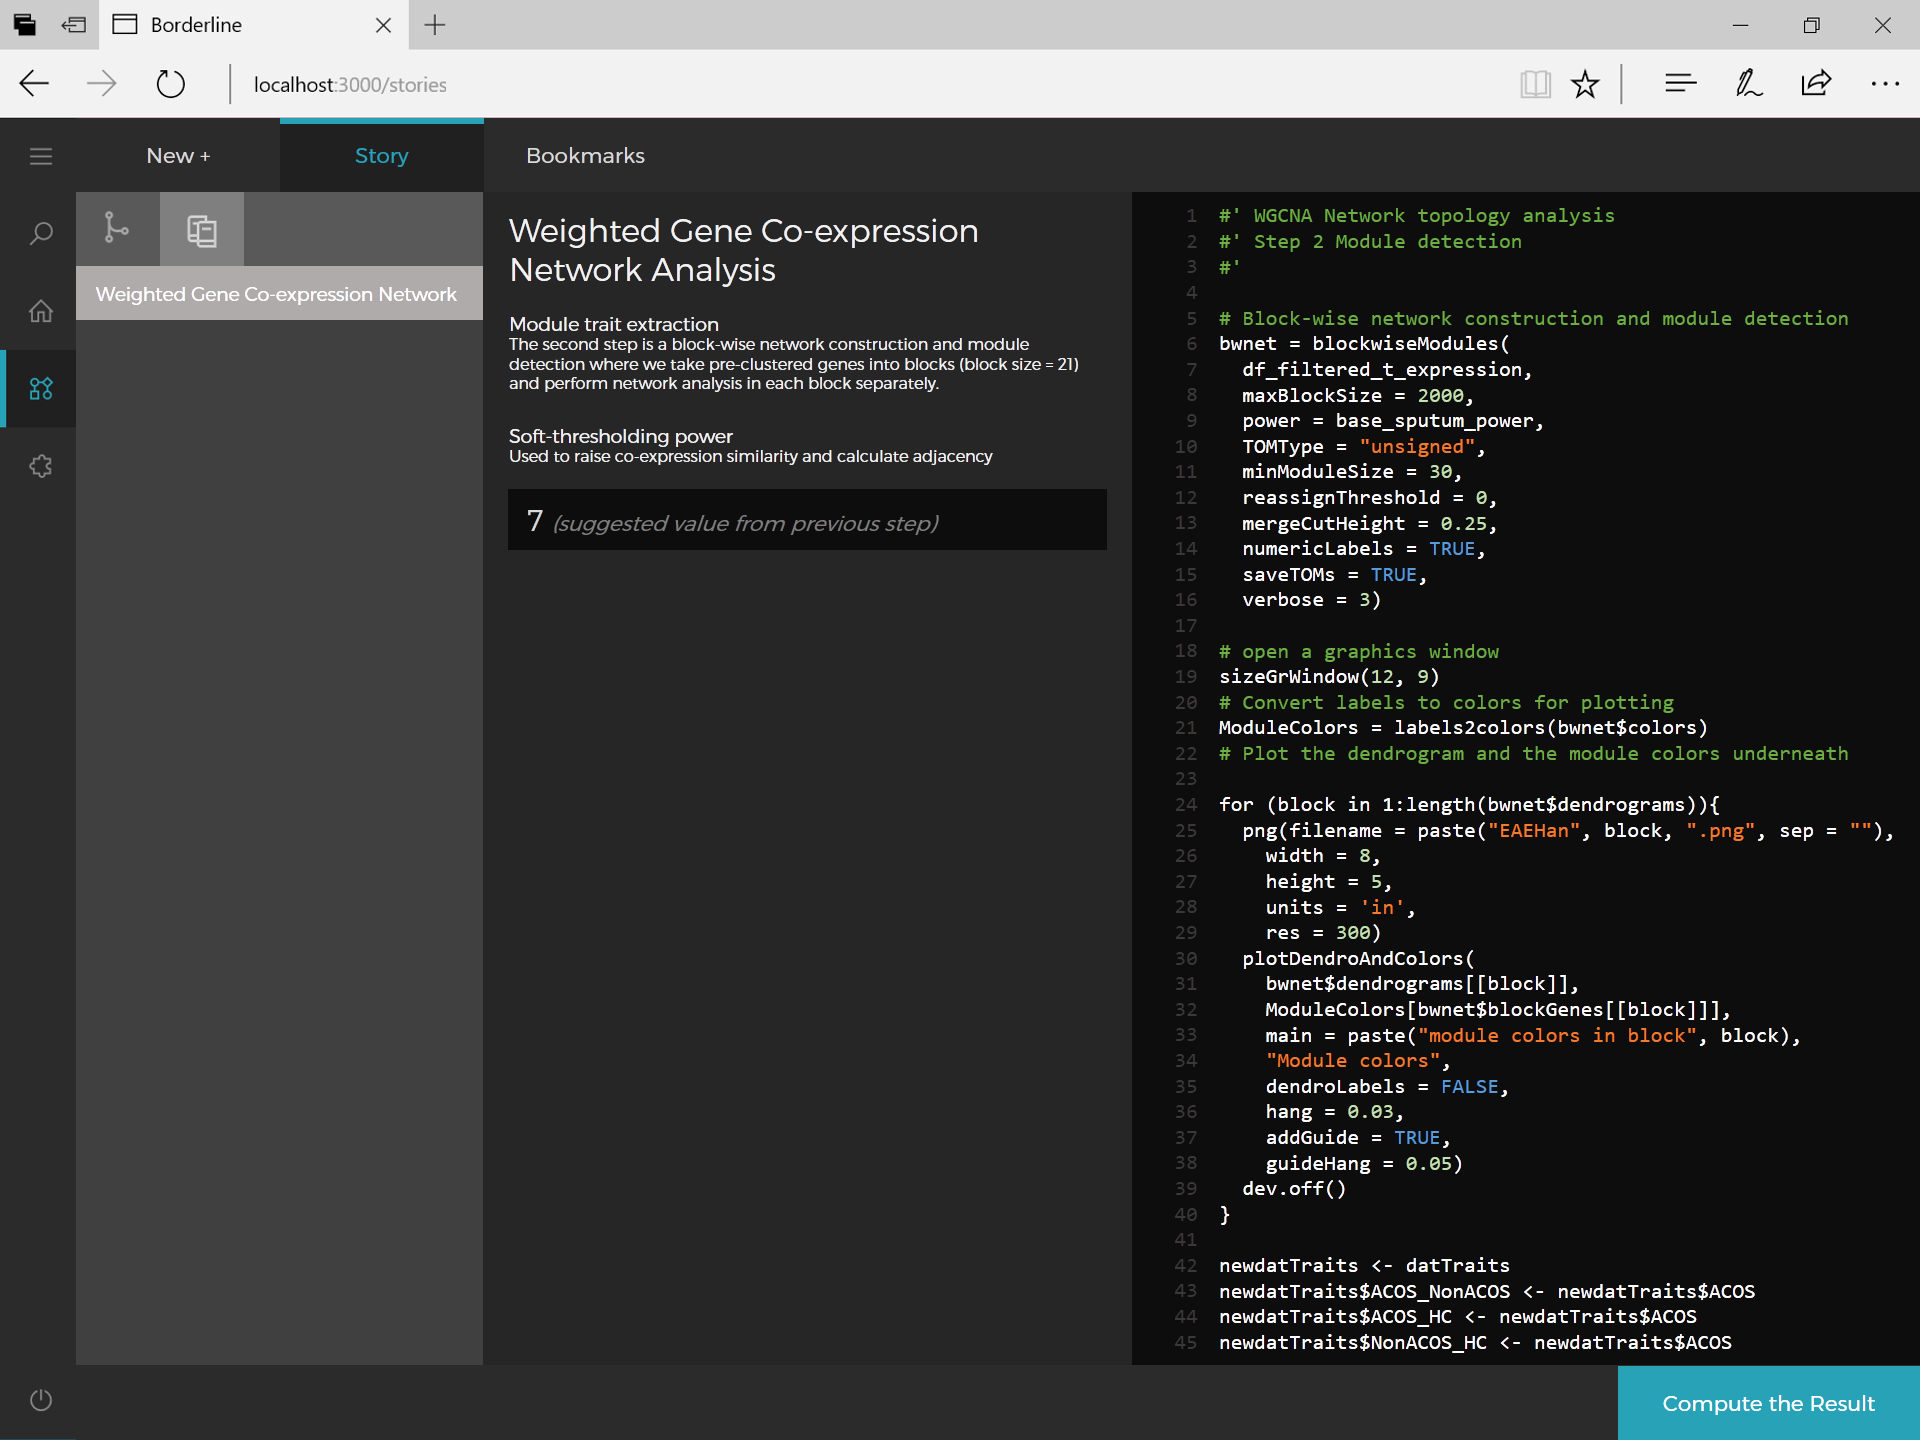 Borderline
localhost:3000/stories
New +
Story
Bookmarks
Weighted Gene Co-expression Network
Weighted Gene Co-expression
Network Analysis
Module trait extraction
The second step is a block-wise network construction and module
detection where we take pre-clustered genes into blocks (block size = 21)
and perform network analysis in each block separately.
Soft-thresholding power
Used to raise co-expression similarity and calculate adjacency
7 (suggested value from previous step)
1 #' WGCNA Network topology analysis
2 #' Step 2 Module detection
3 #'
4
5 # Block-wise network construction and module detection
6 bwnet = blockwiseModules(
7 df_filtered_t_expression,
8 maxBlockSize = 2000,
9 power = base_sputum_power,
10 TOMType = "unsigned",
11 minModuleSize = 30,
12 reassignThreshold = 0,
13 mergeCutHeight = 0.25,
14 numericLabels = TRUE,
15 saveTOMs = TRUE,
16 verbose = 3)
17
18 # open a graphics window
19 sizeGrWindow(12, 9)
20 # Convert labels to colors for plotting
21 ModuleColors = labels2colors(bwnet$colors)
22 # Plot the dendrogram and the module colors underneath
23
24 for (block in 1:length(bwnet$dendrograms)){
25 png(filename = paste("EAEHan", block, ".png", sep = ""),
26 width = 8,
27 height = 5,
28 units = 'in',
29 res = 300)
30 plotDendroAndColors(
31 bwnet$dendrograms[[block]],
32 ModuleColors[bwnet$blockGenes[[block]]],
33 main = paste("module colors in block", block),
34 "Module colors",
35 dendroLabels = FALSE,
36 hang = 0.03,
37 addGuide = TRUE,
38 guideHang = 0.05)
39 dev.off()
40 }
41
42 newdatTraits <- datTraits
43 newdatTraits$ACOS_NonACOS <- newdatTraits$ACOS
44 newdatTraits$ACOS_HC <- newdatTraits$ACOS
45 newdatTraits$NonACOS_HC <- newdatTraits$ACOS
Compute the Result